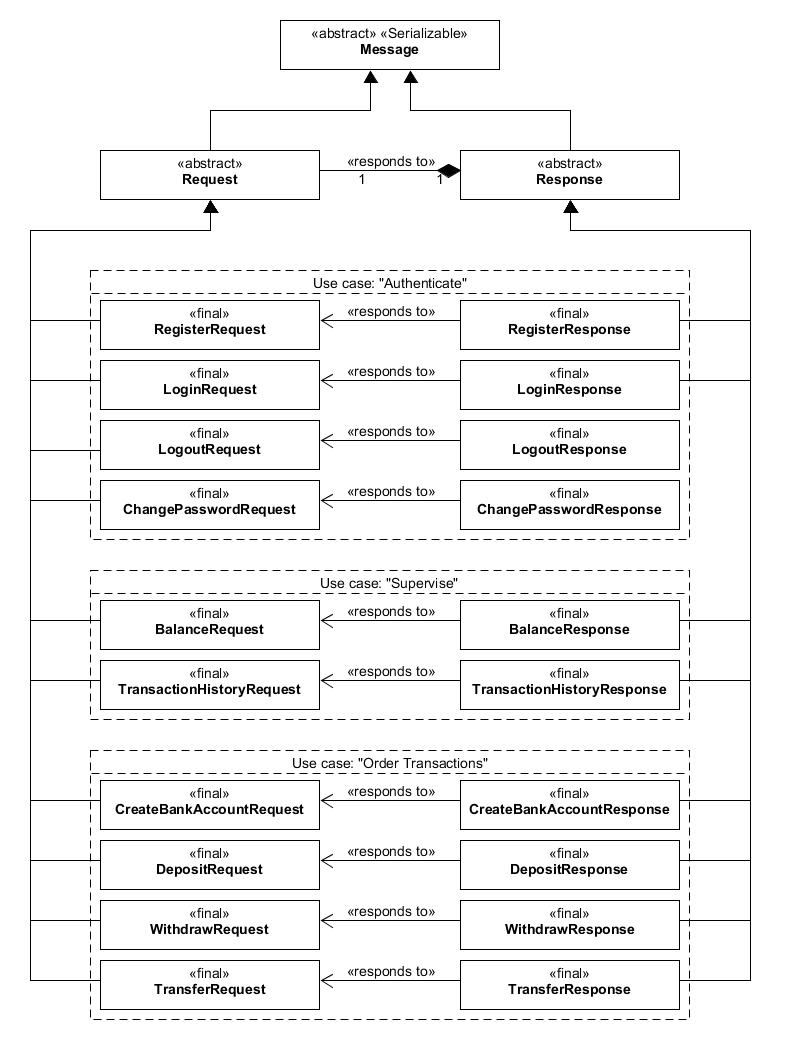 «abstract» «Serializable»
Message
«abstract»
Request
«responds to»
1
1
«abstract»
Response
Use case: "Authenticate"
«final»
RegisterRequest
«responds to»
«final»
RegisterResponse
«final»
LoginRequest
«responds to»
«final»
LoginResponse
«final»
LogoutRequest
«responds to»
«final»
LogoutResponse
«final»
ChangePasswordRequest
«responds to»
«final»
ChangePasswordResponse
Use case: "Supervise"
«final»
BalanceRequest
«responds to»
«final»
BalanceResponse
«final»
TransactionHistoryRequest
«responds to»
«final»
TransactionHistoryResponse
Use case: "Order Transactions"
«final»
CreateBankAccountRequest
«responds to»
«final»
CreateBankAccountResponse
«final»
DepositRequest
«responds to»
«final»
DepositResponse
«final»
WithdrawRequest
«responds to»
«final»
WithdrawResponse
«final»
TransferRequest
«responds to»
«final»
TransferResponse